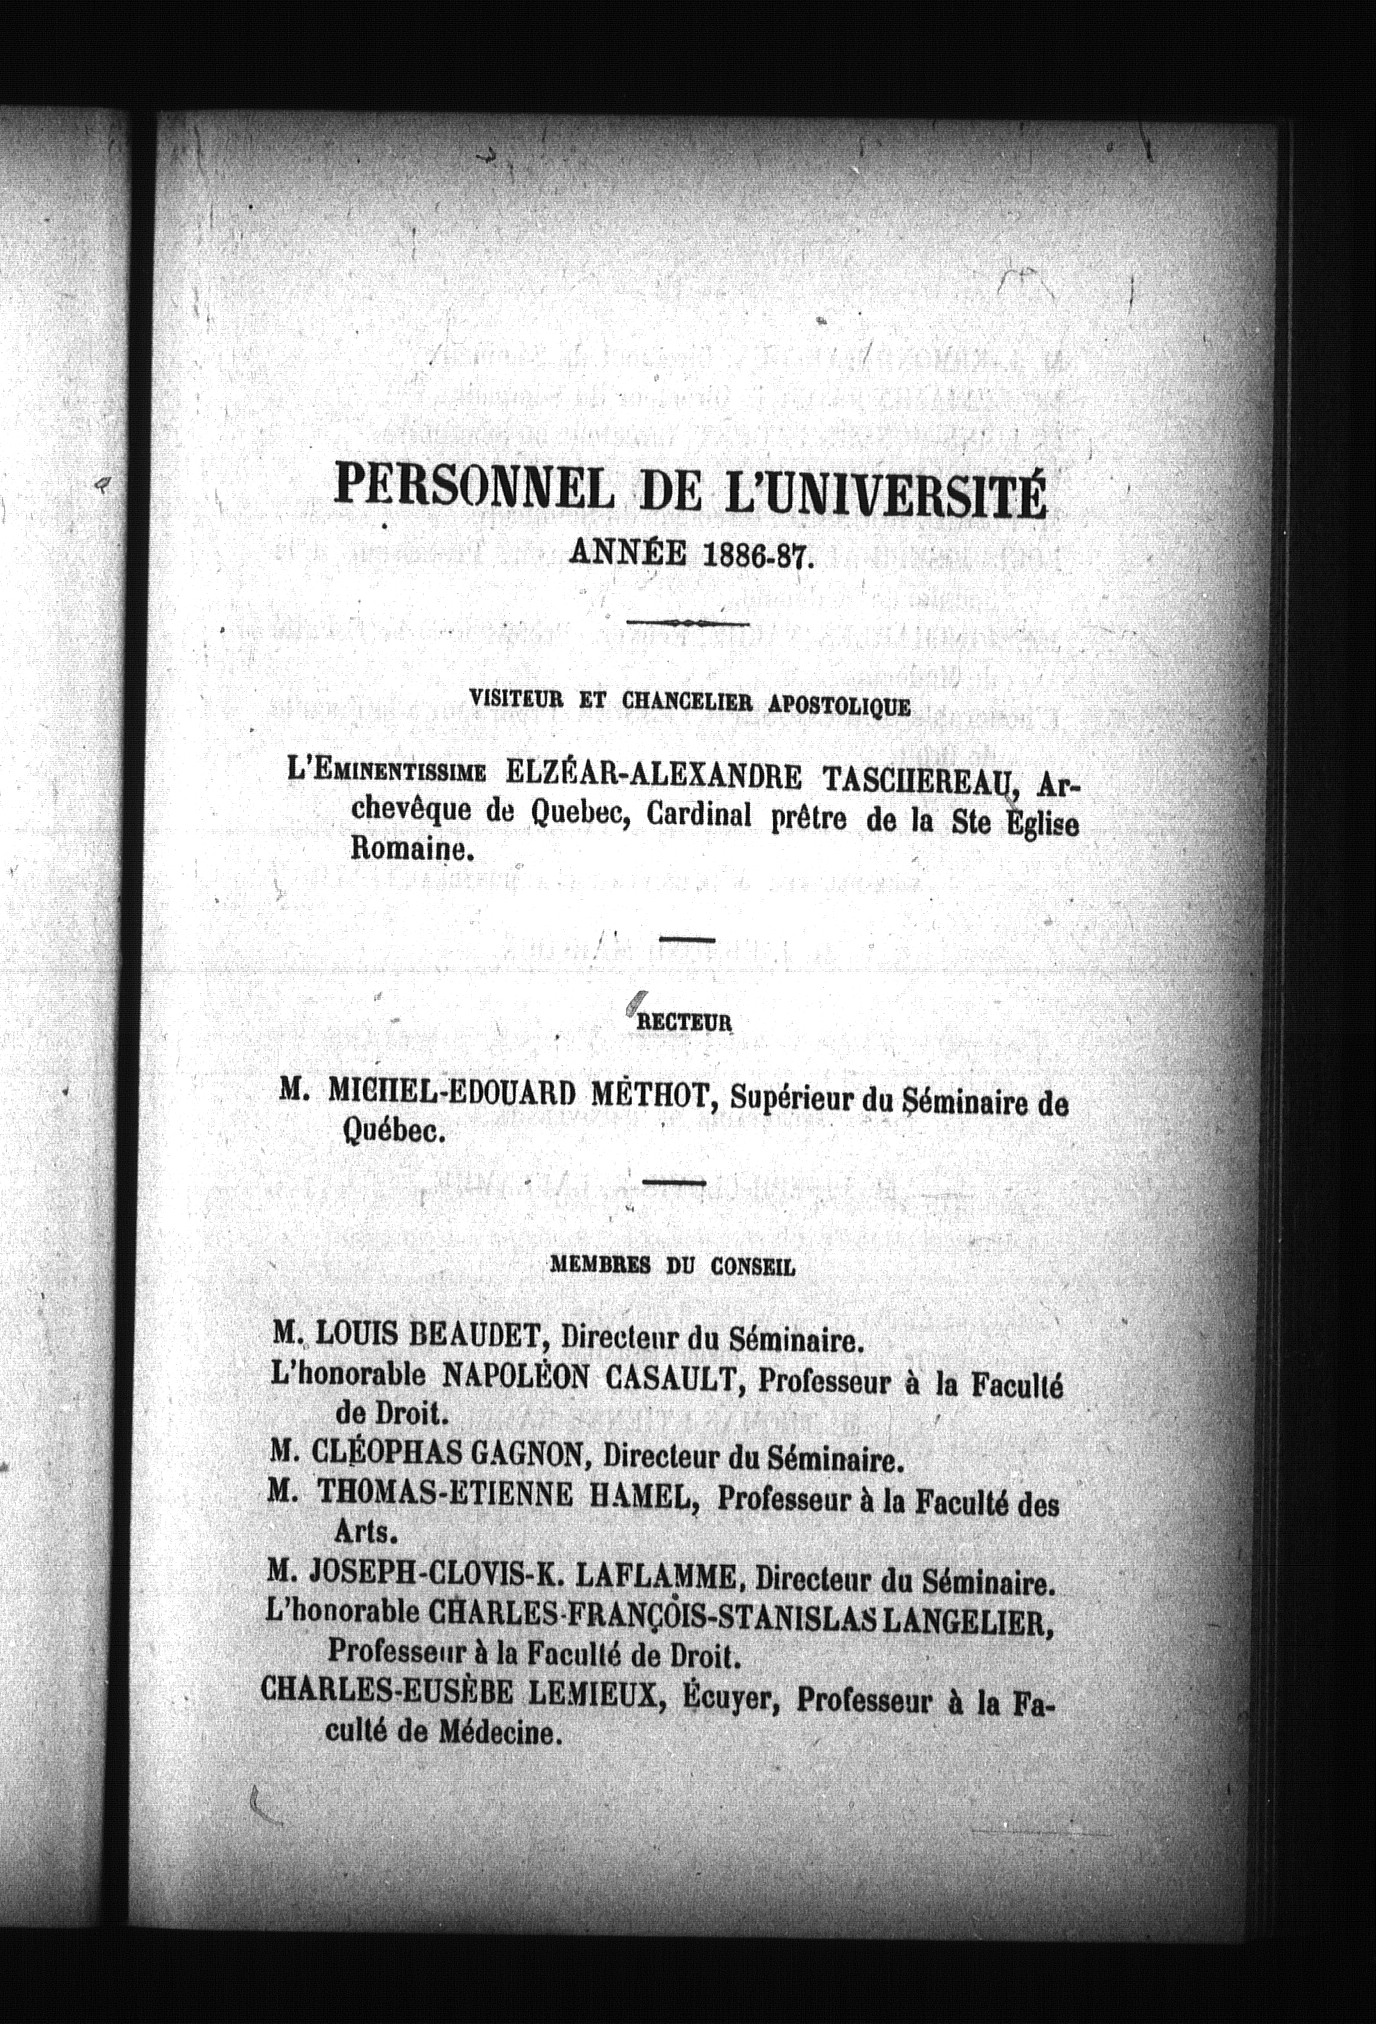 PERSONNEL DE L'UNIVERSITÉ
ANNÉE 1886-87.
VISITEUR ET CHANCELIER APOSTOLIQUE
L'EMINENTISSIME ELZÉAR-ALEXANDRE TASCHEREAU, Ar-
chevêque de Quebec, Cardinal prêtre de la Ste Eglise
Romaine.
RECTEUR
M. MICHEL-EDOUARD MÉTHOT, Supérieur du Séminaire de
Québec.
MEMBRES DU CONSEIL
M. LOUIS BEAUDET, Directeur du Séminaire.
L'honorable NAPOLÉON CASAULT, Professeur à la Faculté
de Droit.
M. CLÉOPHAS GAGNON, Directeur du Séminaire.
M. THOMAS-ETIENNE HAMEL, Professeur à la Faculté des
Arts.
M. JOSEPH-CLOVIS-K. LAFLAMME, Directeur du Séminaire.
L'honorable CHARLES-FRANÇOIS-STANISLAS LANGELIER,
Professeur à la Faculté de Droit.
CHARLES-EUSÈBE LEMIEUX, Écuyer, Professeur à la Fa-
culté de Médecine.